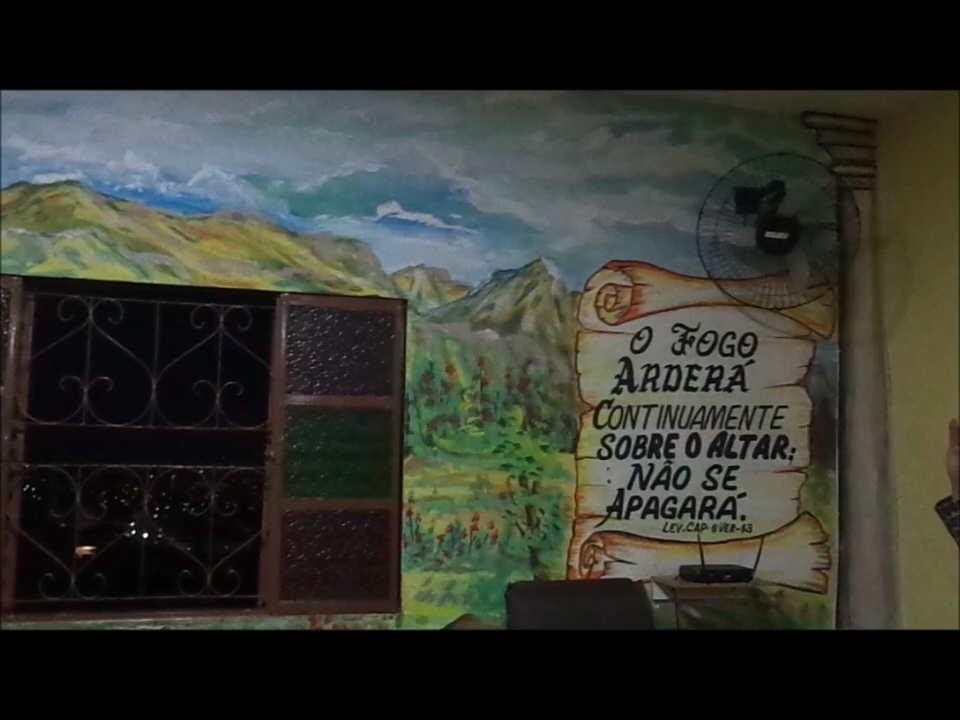 O FOGO
ARDERÁ
CONTINUAMENTE
SOBRE O ALTAR;
NÃO SE
APAGARÁ.
LEV. CAP 6 VER-13